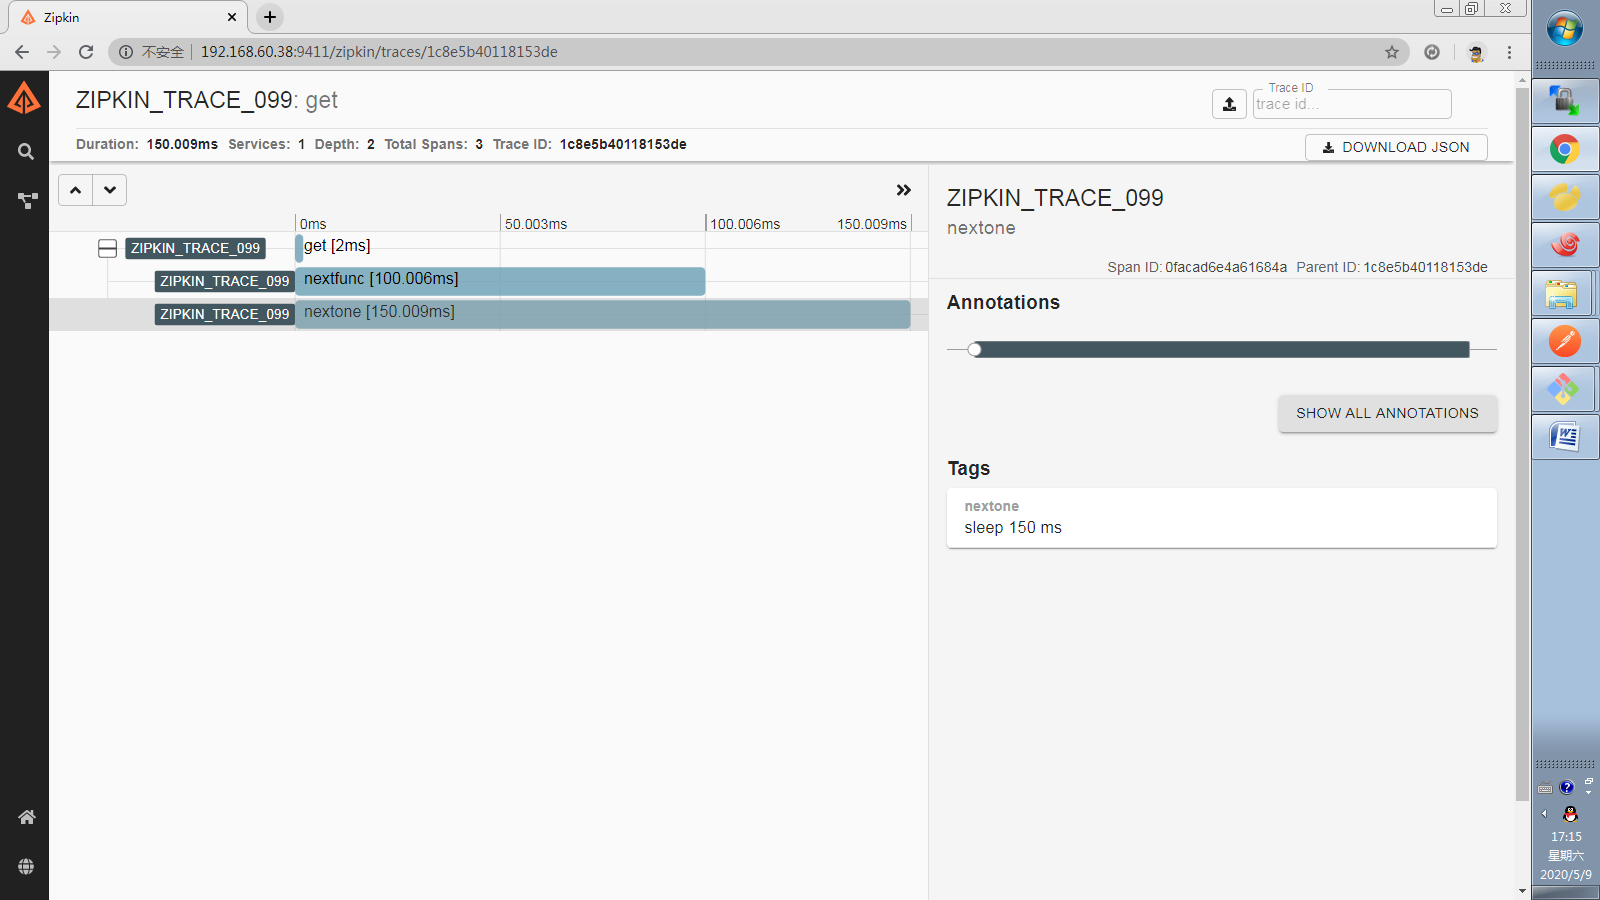 Zipkin
不安全
192.168.60.38:9411/zipkin/traces/1c8e5b40118153de
ZIPKIN_TRACE_099: get
Trace ID
trace id...
Duration: 150.009ms Services: 1 Depth: 2 Total Spans: 3 Trace ID: 1c8e5b40118153de
DOWNLOAD JSON
0ms 50.003ms 100.006ms 150.009ms
ZIPKIN_TRACE_099 get [2ms]
ZIPKIN_TRACE_099 nextfunc [100.006ms]
ZIPKIN_TRACE_099 nextone [150.009ms]
ZIPKIN_TRACE_099
nextone
Span ID: 0facad6e4a61684a Parent ID: 1c8e5b40118153de
Annotations
SHOW ALL ANNOTATIONS
Tags
nextone
sleep 150 ms
17:15
星期六
2020/5/9